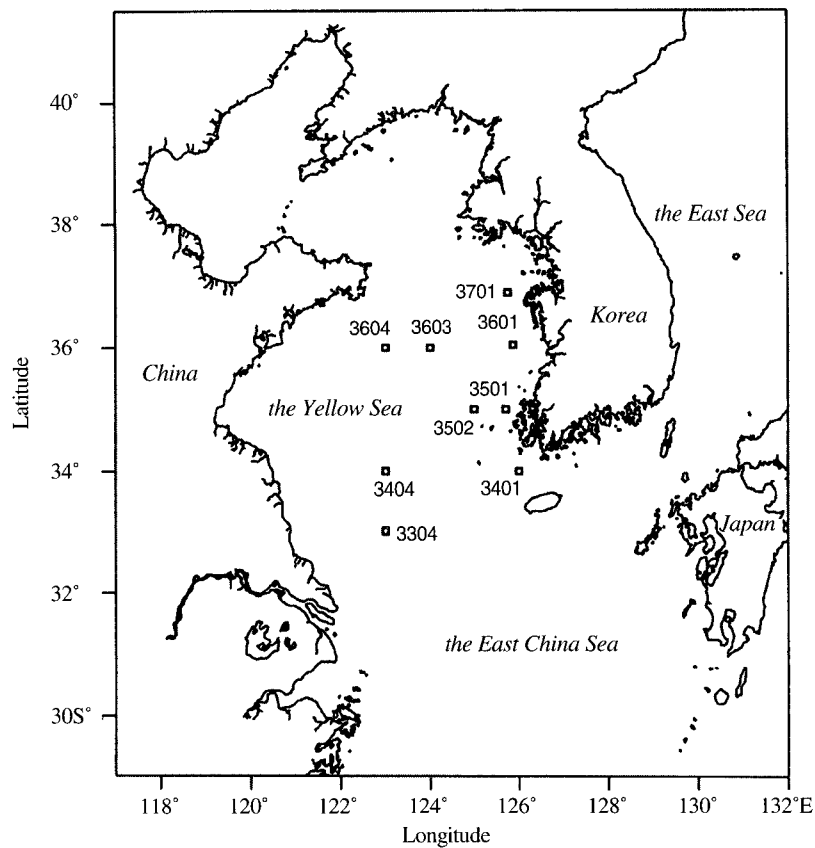 40°
38°
the East Sea
3701
3604 3603 3601
Korea
36°
China
3501
the Yellow Sea
3502
34°
3404 3401
Japan
3304
32°
the East China Sea
30S°
118° 120° 122° 124° 126° 128° 130° 132°E
Longitude
Latitude